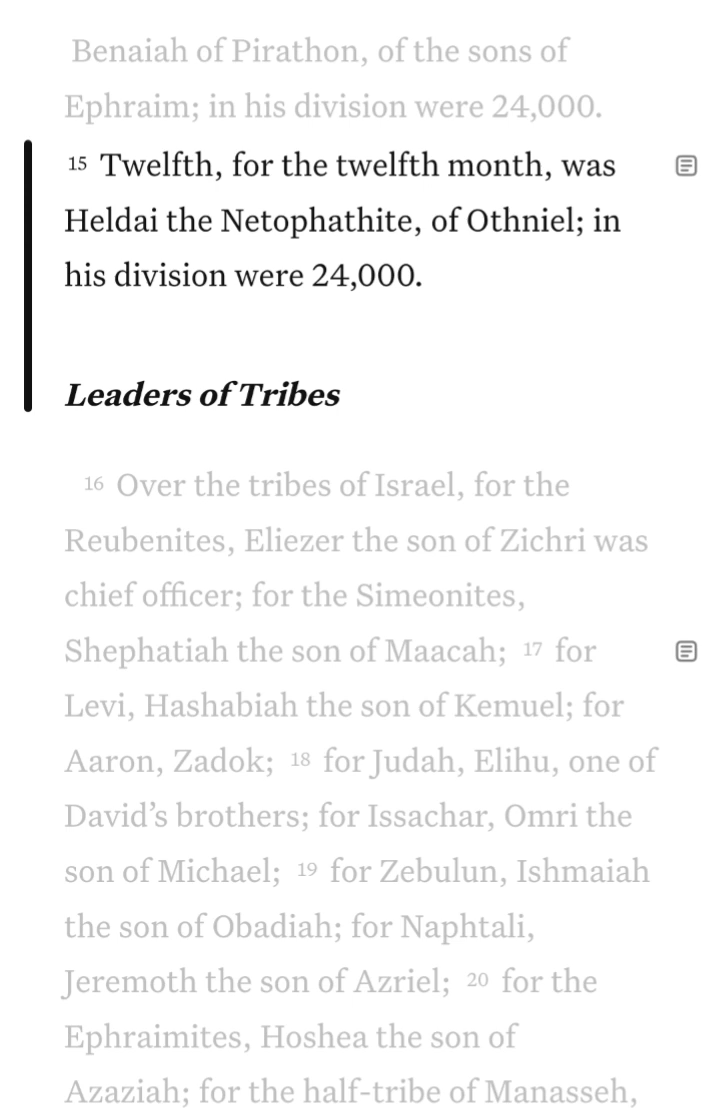 Benaiah of Pirathon, of the sons of
Ephraim; in his division were 24,000.
15 Twelfth, for the twelfth month, was
Heldai the Netophathite, of Othniel; in
his division were 24,000.
Leaders of Tribes
16 Over the tribes of Israel, for the
Reubenites, Eliezer the son of Zichri was
chief officer; for the Simeonites,
Shephatiah the son of Maacah; 17 for
Levi, Hashabiah the son of Kemuel; for
Aaron, Zadok; 18 for Judah, Elihu, one of
David’s brothers; for Issachar, Omri the
son of Michael; 19 for Zebulun, Ishmaiah
the son of Obadiah; for Naphtali,
Jeremoth the son of Azriel; 20 for the
Ephraimites, Hoshea the son of
Azaziah; for the half-tribe of Manasseh,